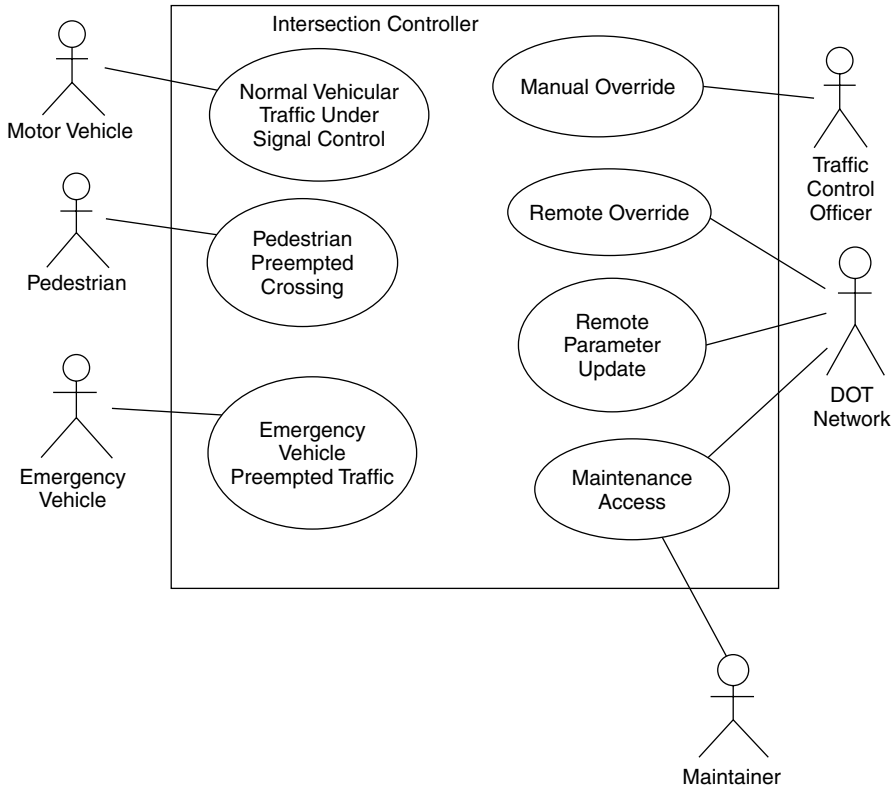 Intersection Controller
Motor Vehicle
Normal Vehicular
Traffic Under
Signal Control
Manual Override
Traffic
Control
Officer
Pedestrian
Pedestrian
Preempted
Crossing
Remote Override
Remote
Parameter
Update
DOT
Network
Emergency
Vehicle
Emergency
Vehicle
Preempted Traffic
Maintenance
Access
Maintainer